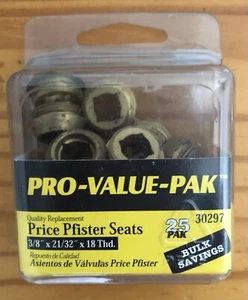 PRO-VALUE-PAK™
Quality Replacement
Price Pfister Seats
3/8" x 21/32" x 18 Thd.
Repuesto de Calidad
Asientos de Válvulas Price Pfister
30297
25
PAK
BULK
SAVINGS